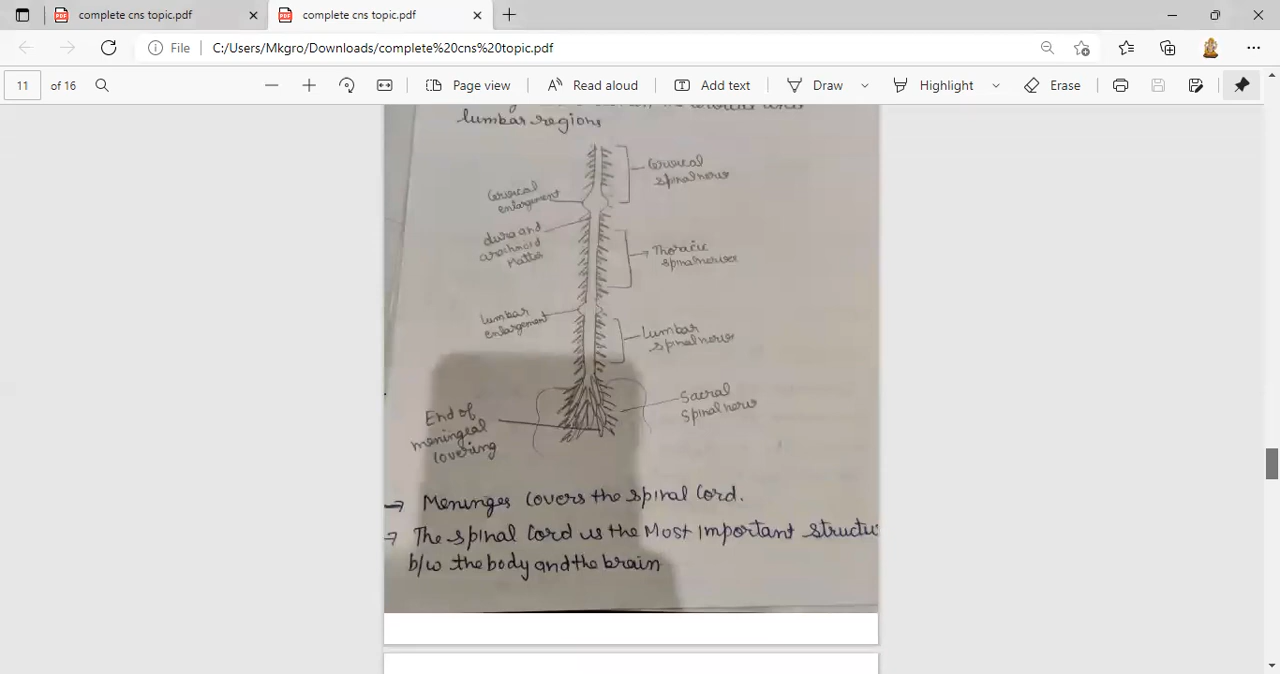 complete cns topic.pdf
complete cns topic.pdf
File
C:/Users/Mkgro/Downloads/complete%20cns%20topic.pdf
11 of 16
Page view
Read aloud
Add text
Draw
Highlight
Erase
lumbar regions
Cervical
spinal nerve
Cervical
enlargement
dura and
arachnoid
matter
Thoracic
spinal nerves
lumbar
enlargement
Lumbar
spinal nerve
Sacral
spinal nerve
End of
meningeal
covering
→ Meninges covers the spinal cord.
→ The spinal cord is the Most important structu
b/w the body and the brain